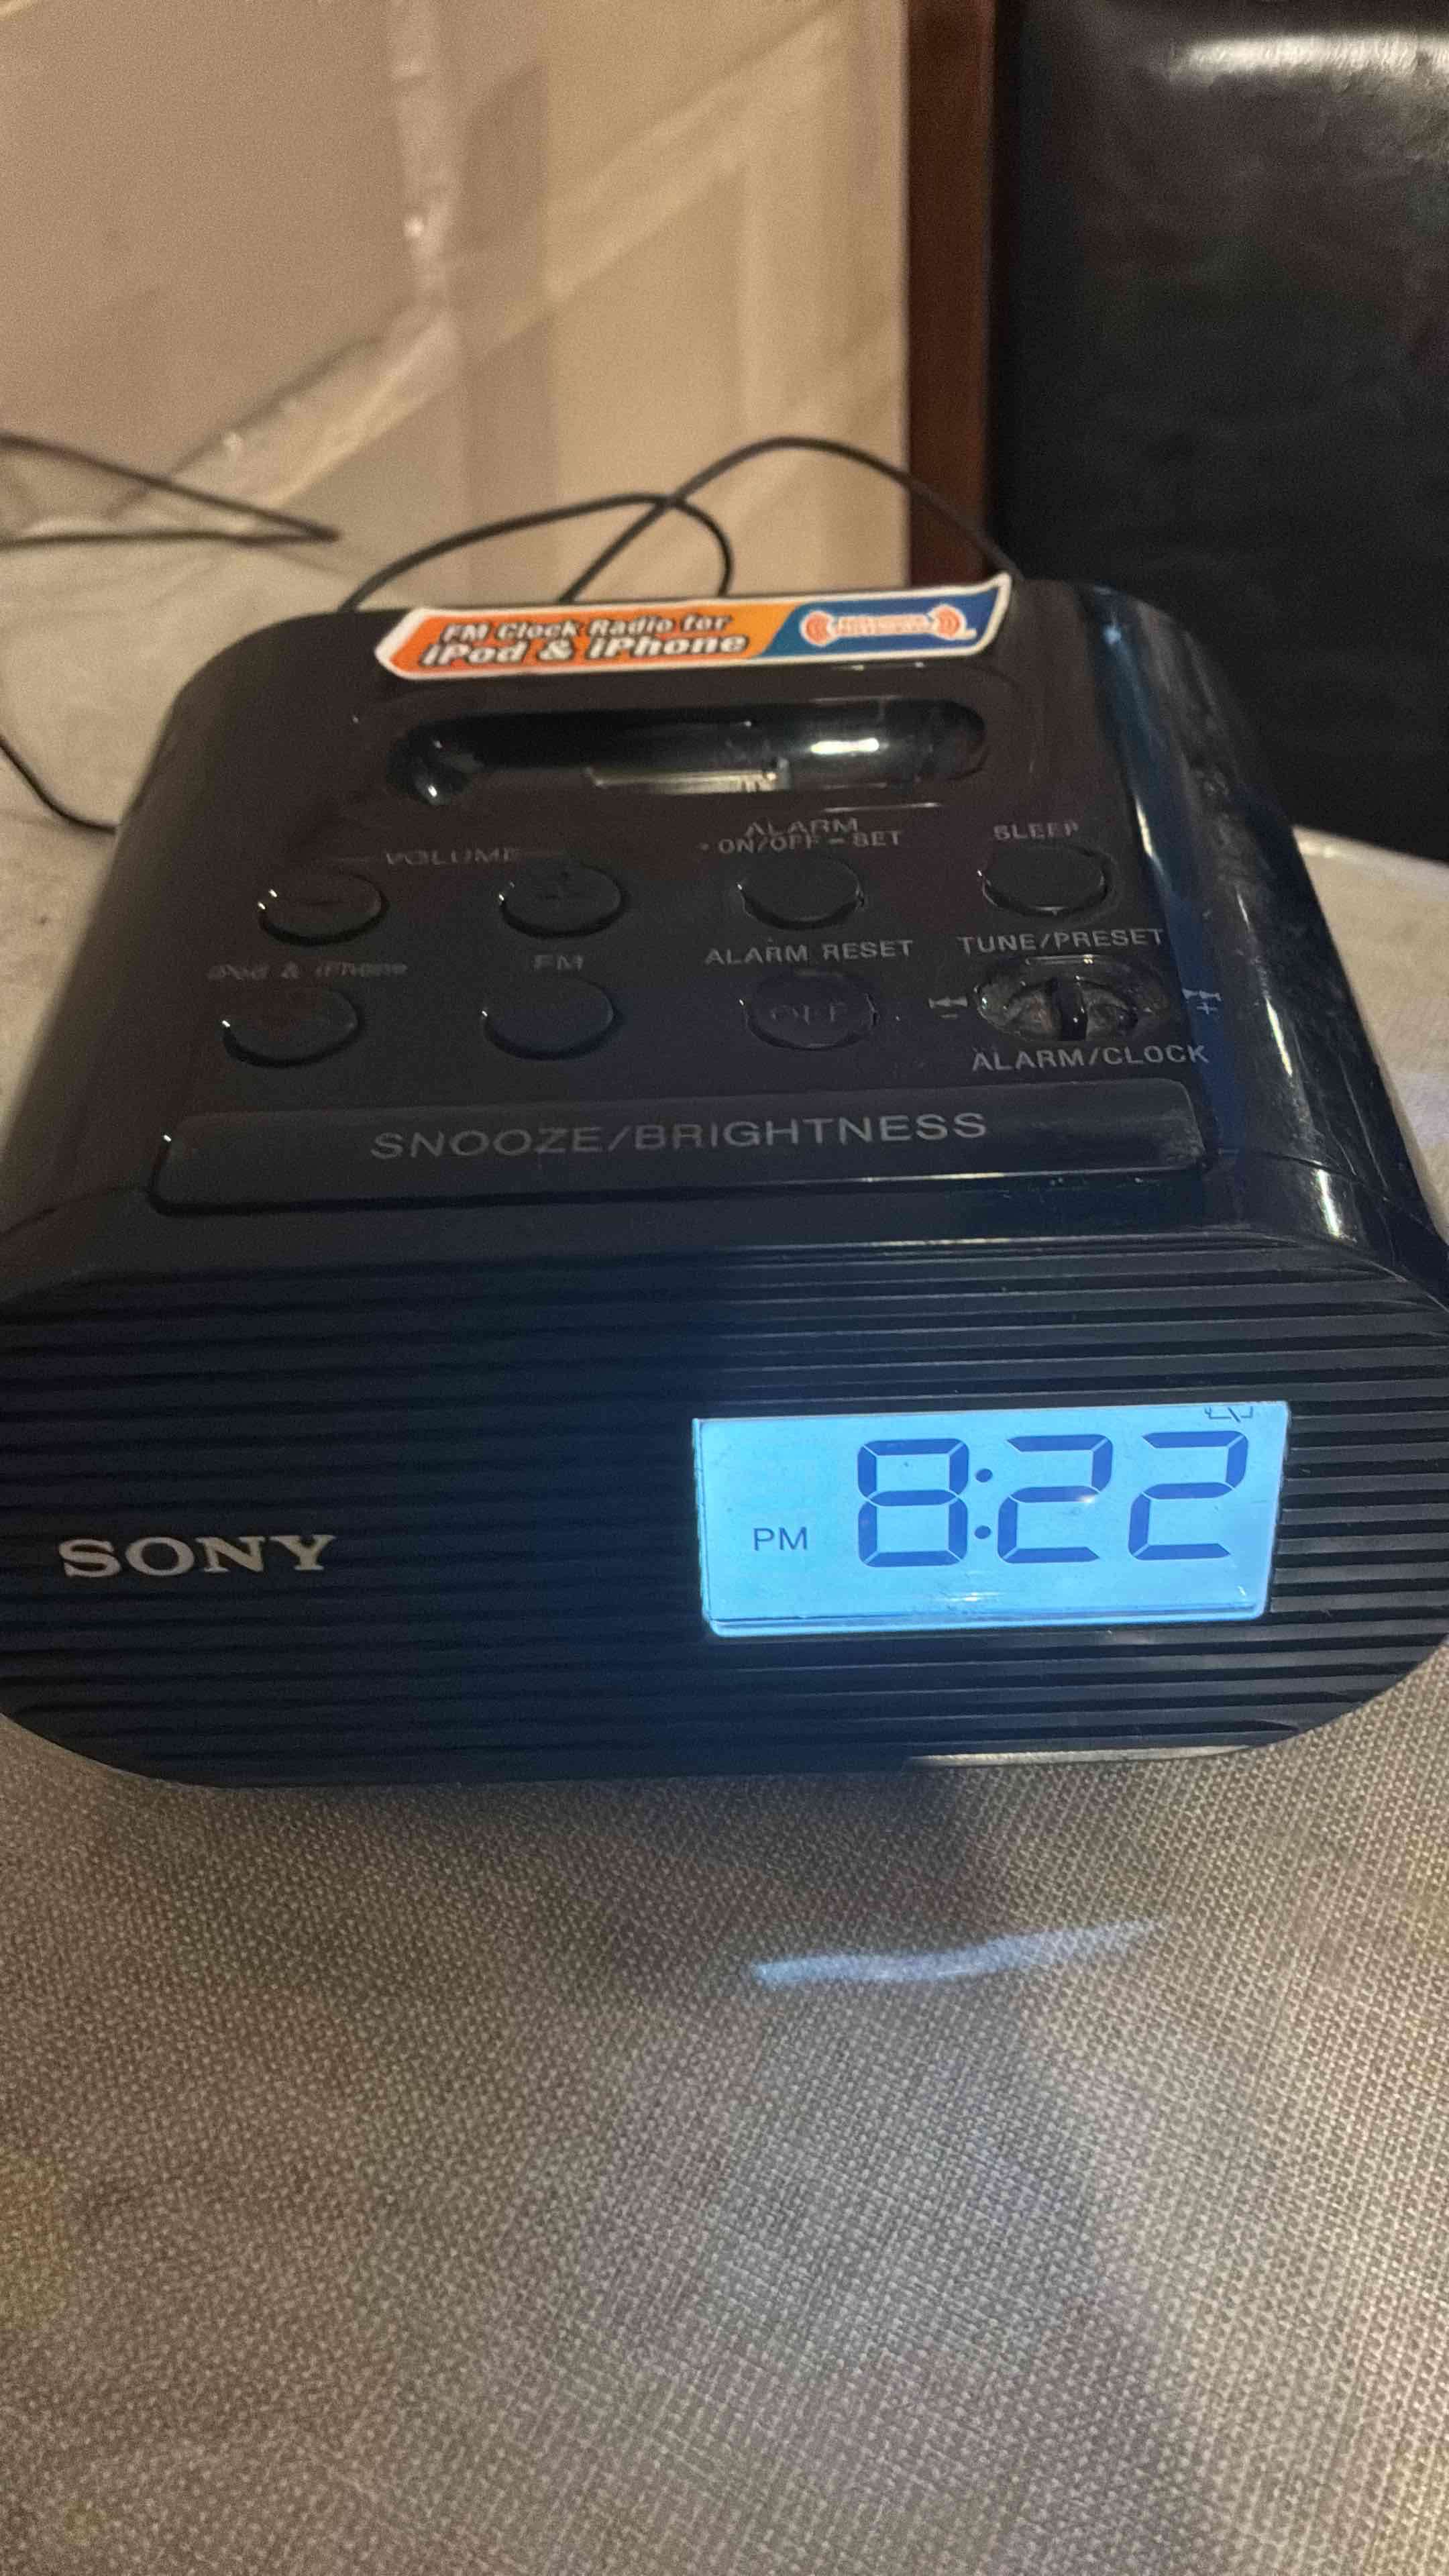 FM Clock Radio for
iPod & iPhone
VOLUME
ALARM
ON/OFF - SET
SLEEP
- +
iPod & iPhone
FM
ALARM RESET
TUNE/PRESET
OFF
- +
ALARM/CLOCK
SNOOZE/BRIGHTNESS
SONY
PM 8:22